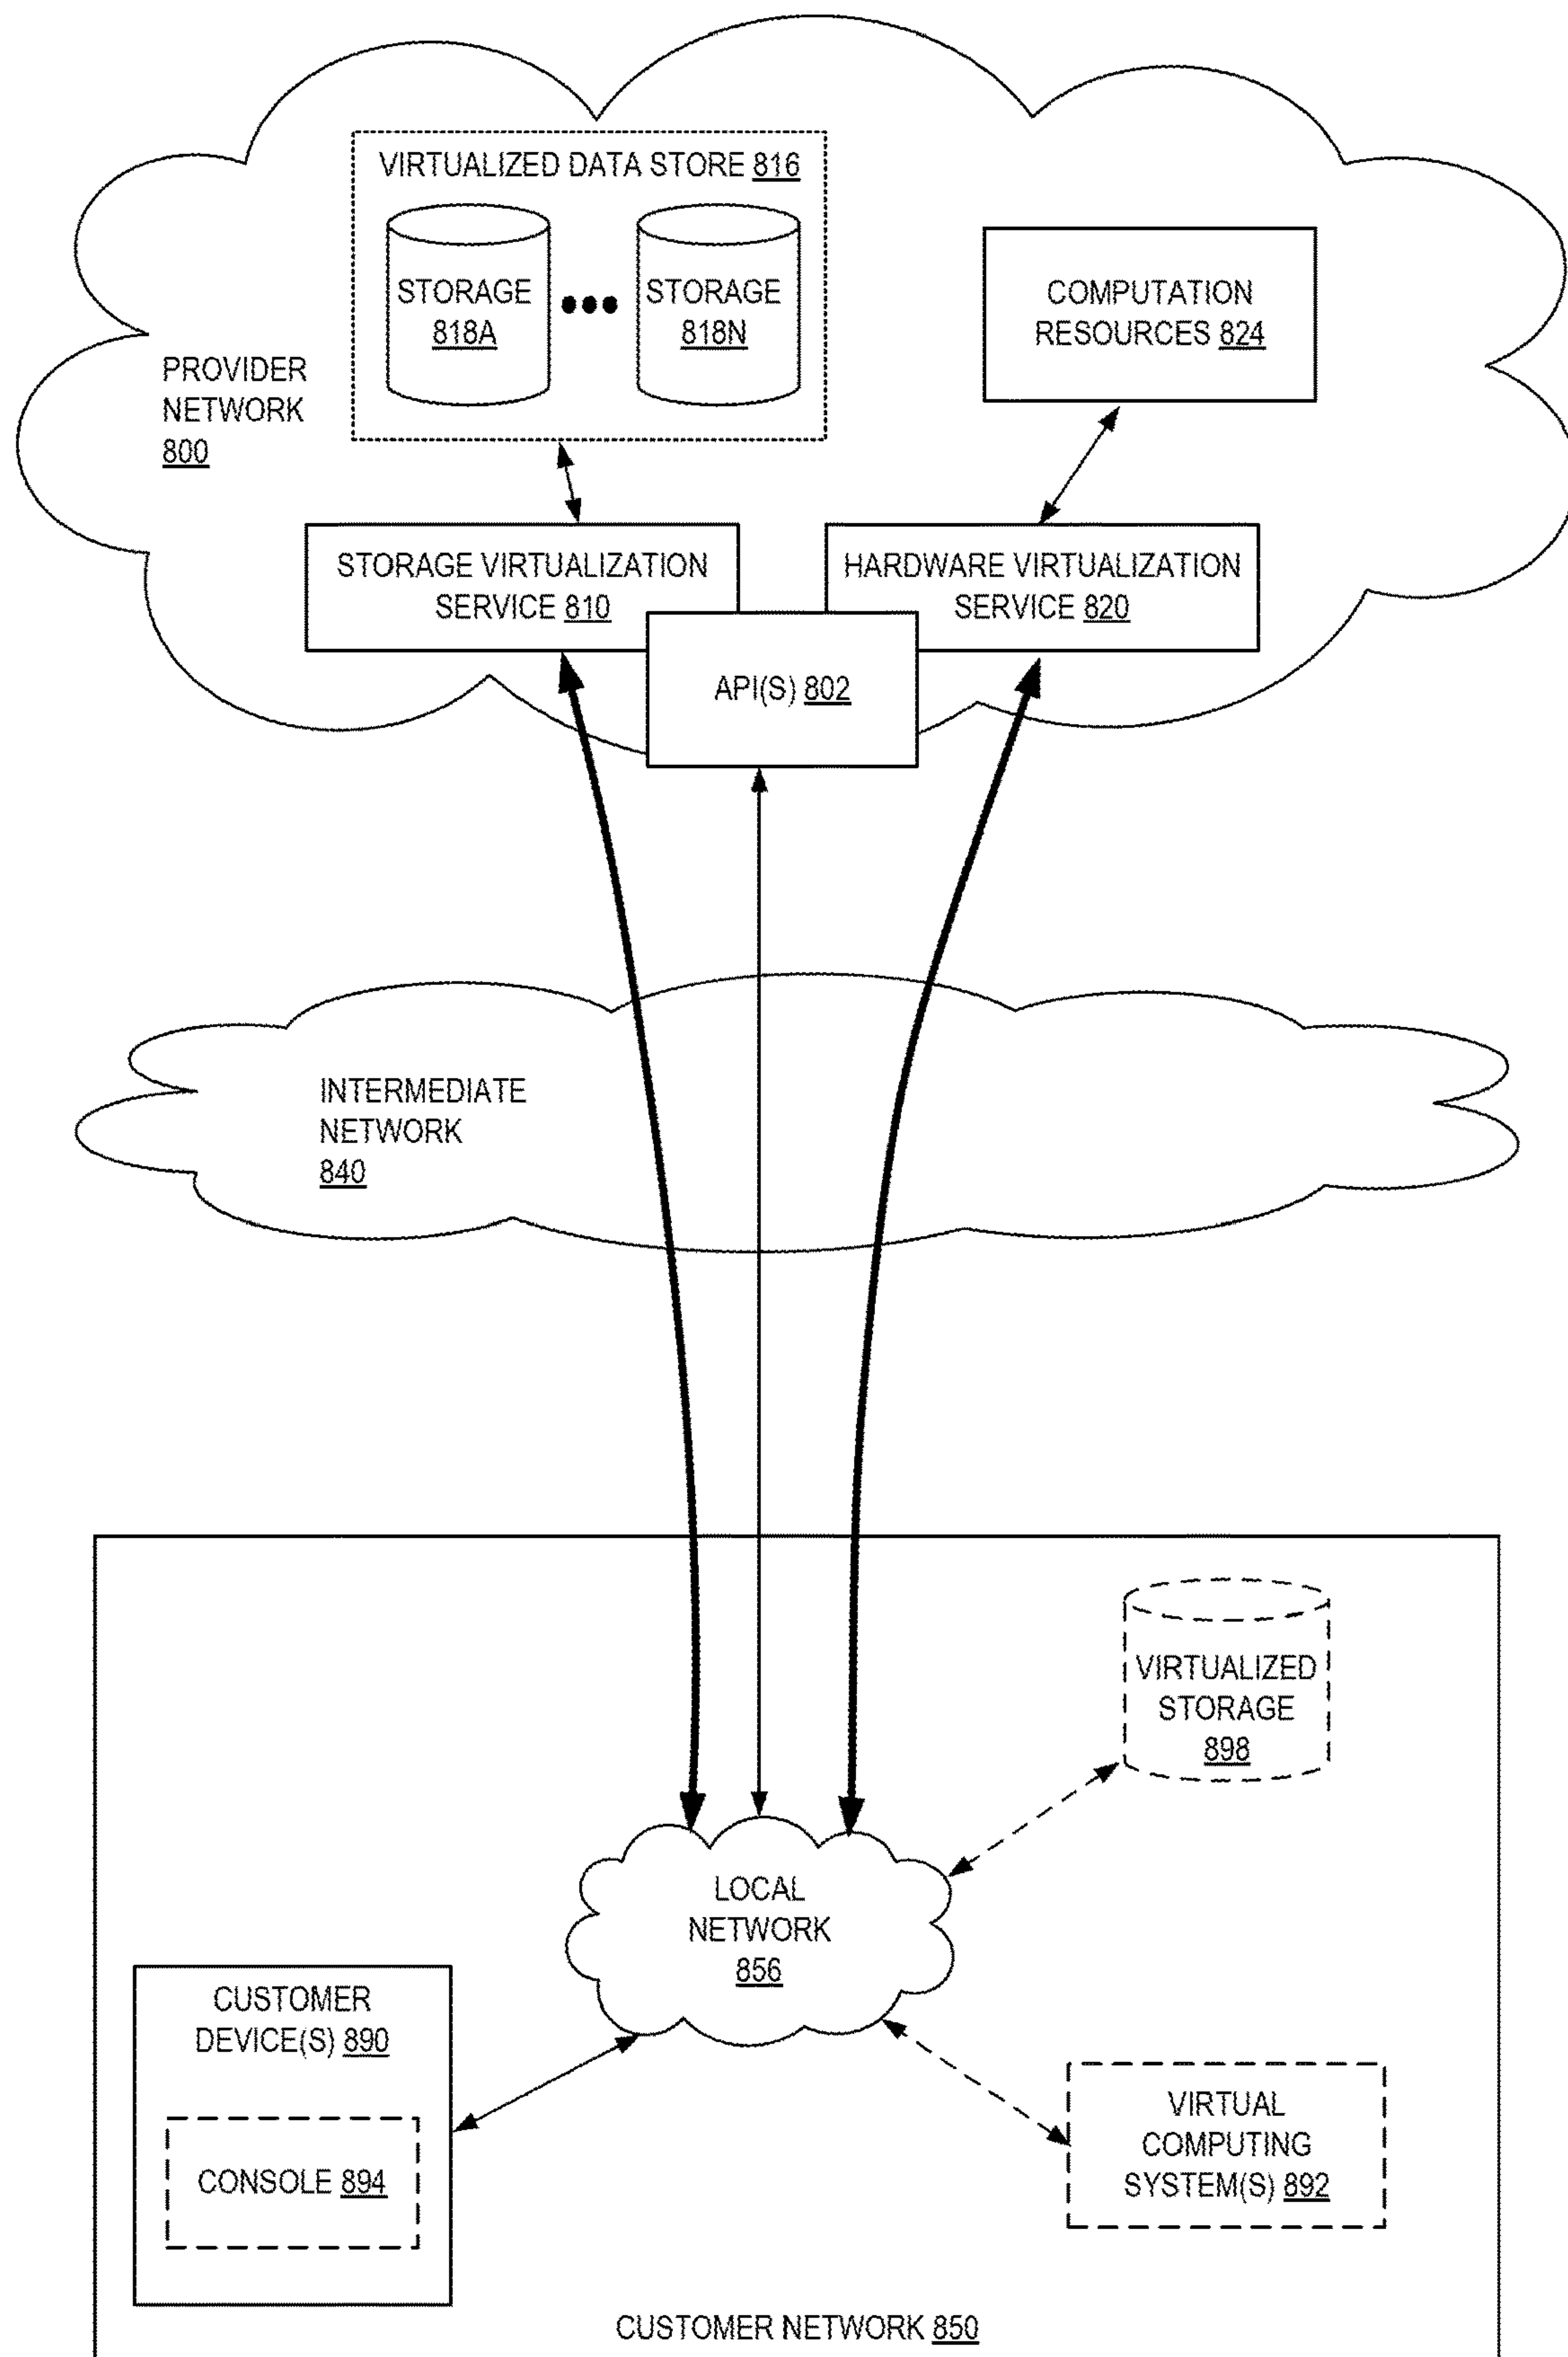 VIRTUALIZED DATA STORE 816
STORAGE
818A
STORAGE
818N
COMPUTATION
RESOURCES 824
PROVIDER
NETWORK
800
STORAGE VIRTUALIZATION
SERVICE 810
HARDWARE VIRTUALIZATION
SERVICE 820
API(S) 802
INTERMEDIATE
NETWORK
840
VIRTUALIZED
STORAGE
898
LOCAL
NETWORK
856
CUSTOMER
DEVICE(S) 890
CONSOLE 894
VIRTUAL
COMPUTING
SYSTEM(S) 892
CUSTOMER NETWORK 850